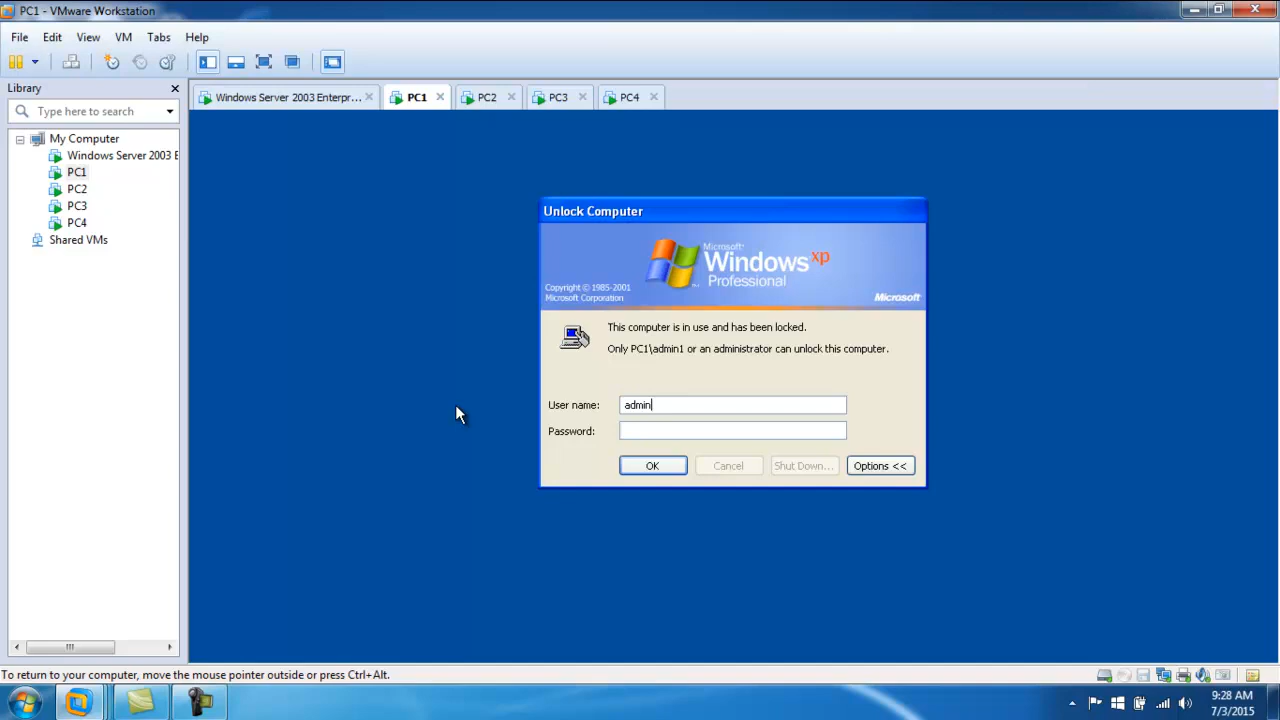 PC1 - VMware Workstation
File Edit View VM Tabs Help
Library
Type here to search
Windows Server 2003 Enterpr...
PC1
PC2
PC3
PC4
My Computer
Windows Server 2003 E
PC1
PC2
PC3
PC4
Shared VMs
Unlock Computer
Microsoft
Windows xp
Professional
Copyright © 1985-2001
Microsoft Corporation
Microsoft
This computer is in use and has been locked.
Only PC1\admin1 or an administrator can unlock this computer.
User name: admin
Password:
OK Cancel Shut Down... Options <<
To return to your computer, move the mouse pointer outside or press Ctrl+Alt.
9:28 AM
7/3/2015